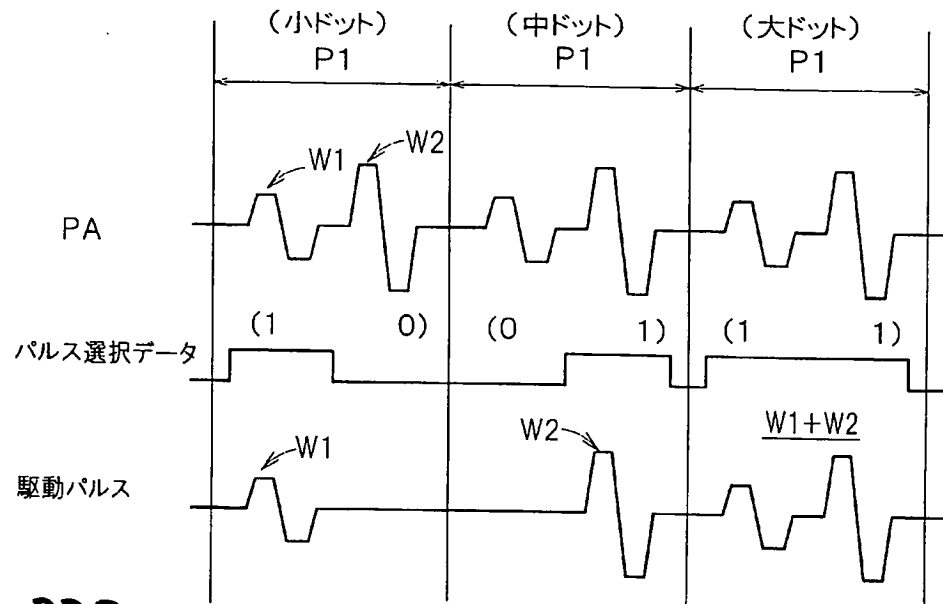 (小ドット) (中ドット) (大ドット)
P1 P1 P1
W1 W2
PA
(1 0) (0 1) (1 1)
パルス選択データ
W1+W2
W1 W2
駆動パルス